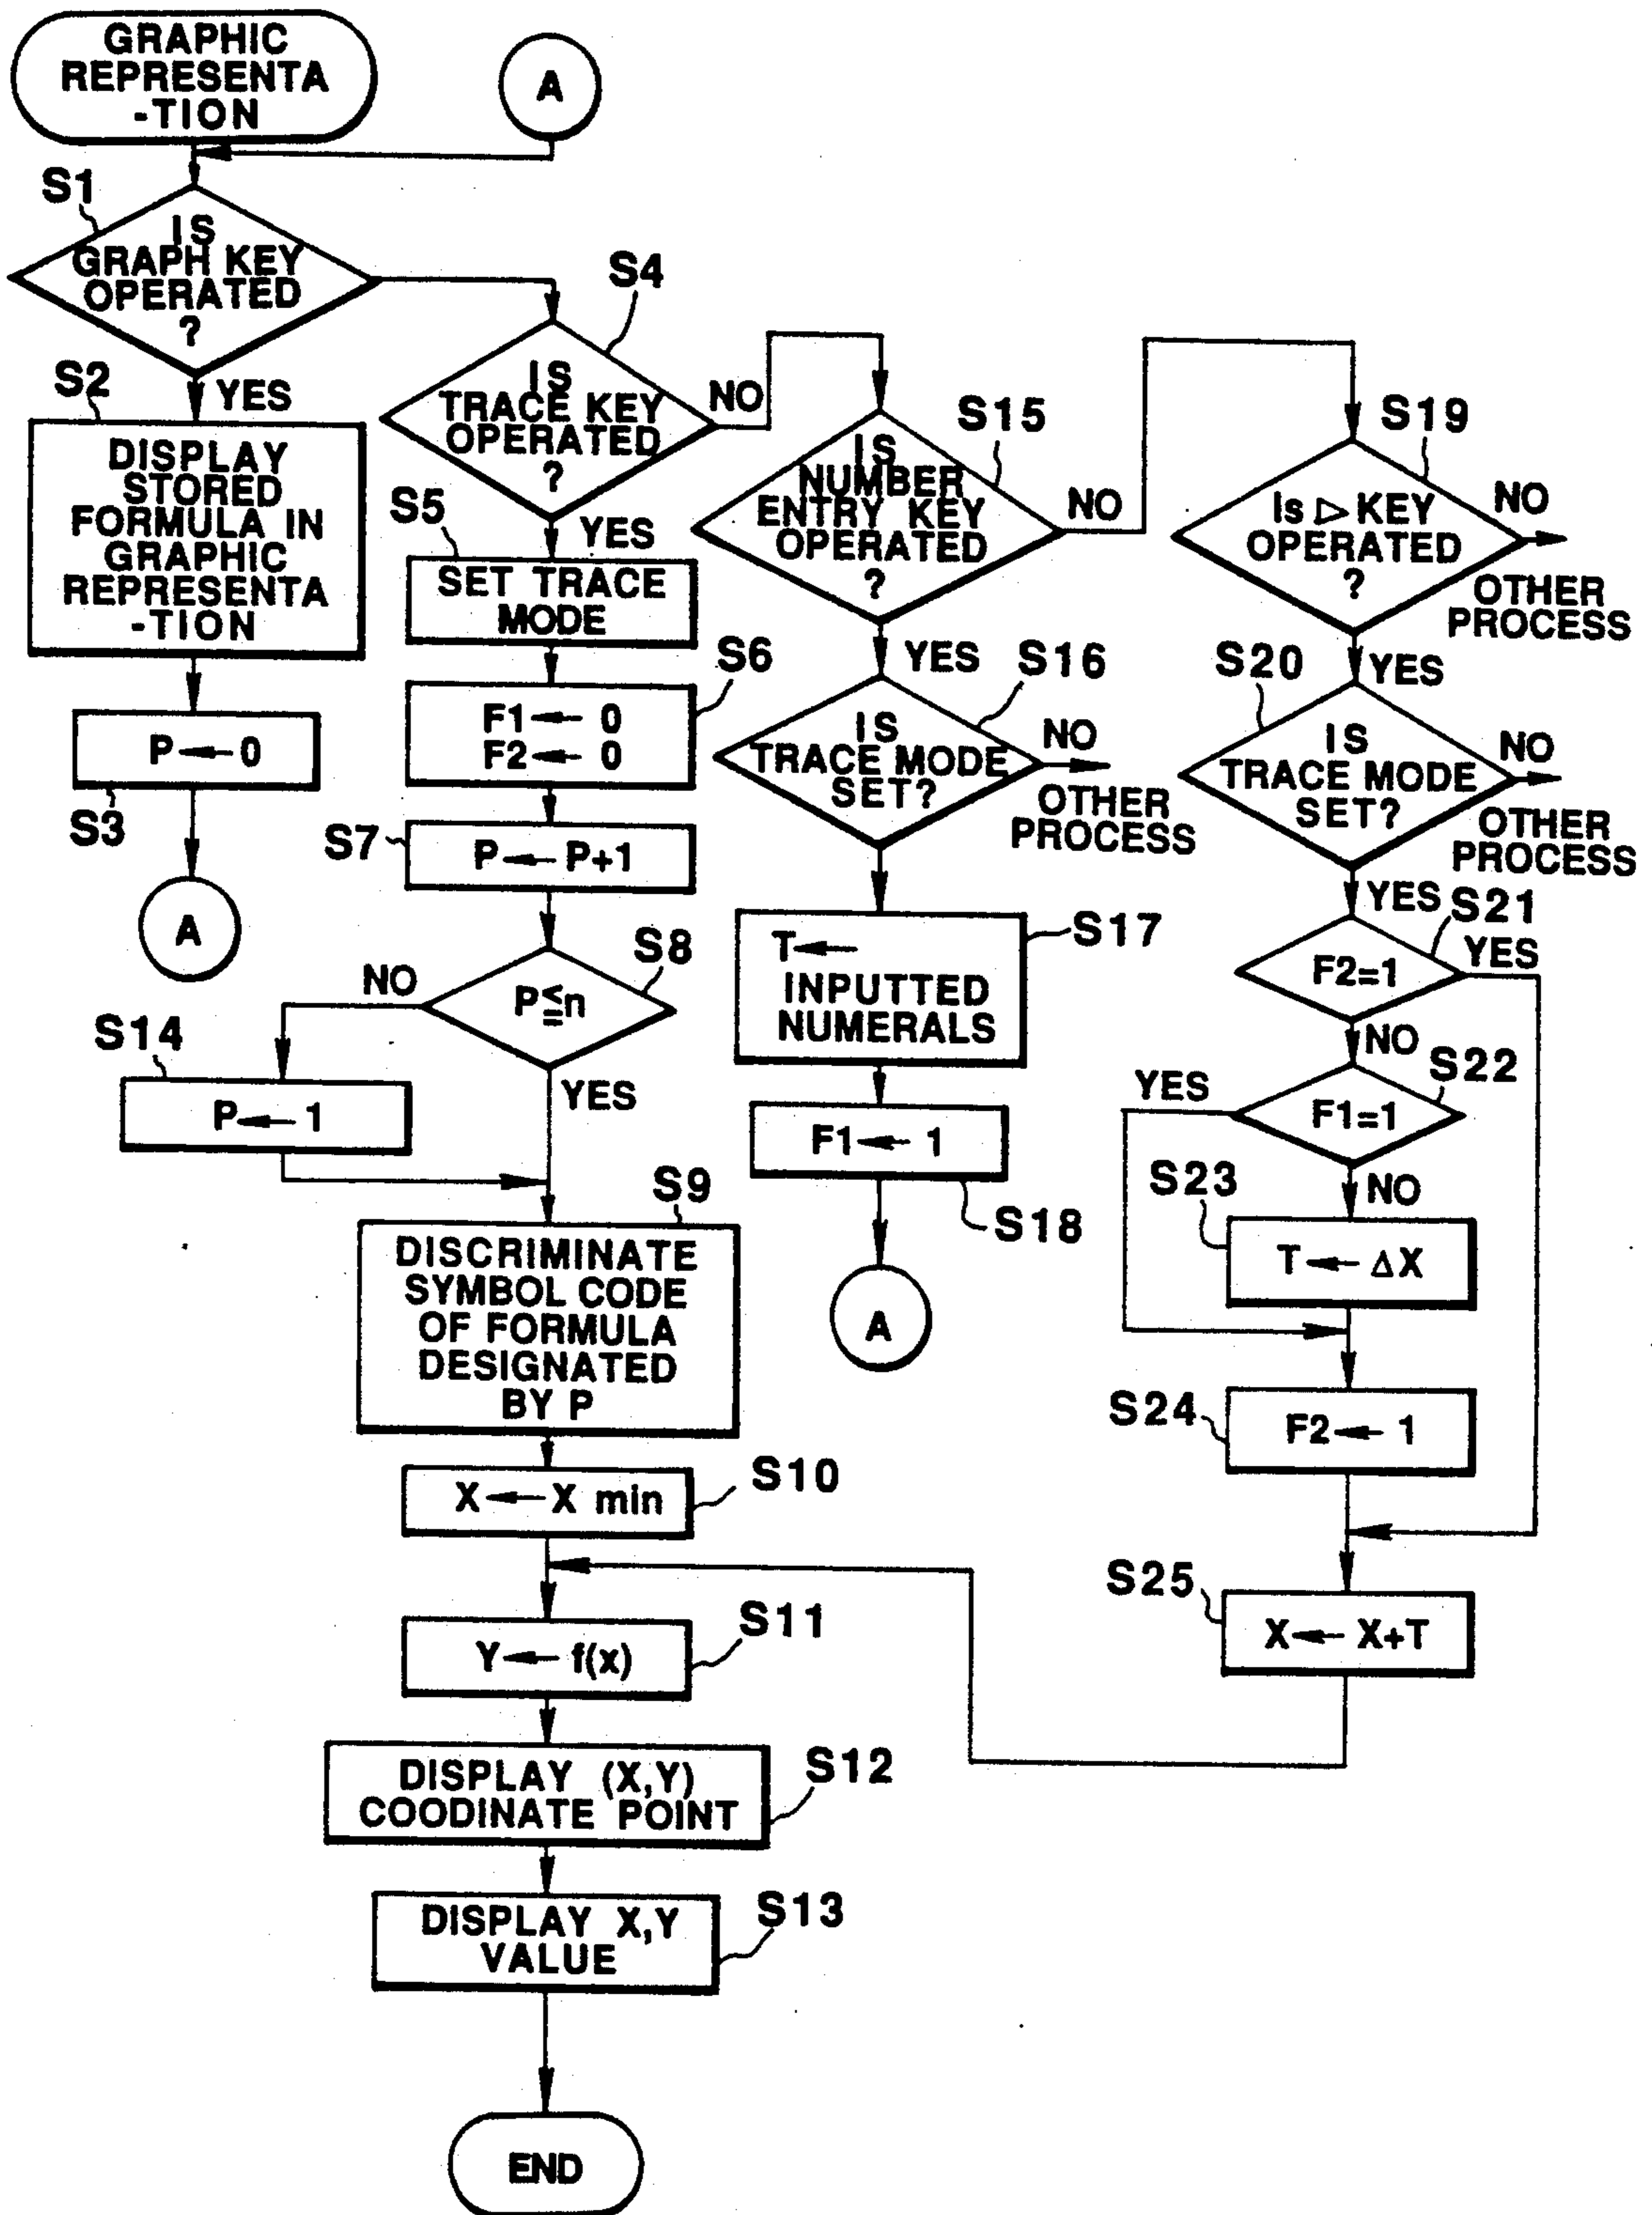 GRAPHIC
REPRESENTA
-TION
A
S1
IS
GRAPH KEY
OPERATED
?
YES
S2
DISPLAY
STORED
FORMULA IN
GRAPHIC
REPRESENTA
-TION
P←0
S3
A
S4
IS
TRACE KEY
OPERATED
?
NO
YES
S5
SET TRACE
MODE
S6
F1← 0
F2← 0
S7
P← P+1
S8
P≦n
NO
YES
S14
P← 1
S9
DISCRIMINATE
SYMBOL CODE
OF FORMULA
DESIGNATED
BY P
S10
X←X min
S11
Y← f(x)
S12
DISPLAY (X,Y)
COODINATE POINT
S13
DISPLAY X,Y
VALUE
END
S15
IS
NUMBER
ENTRY KEY
OPERATED
?
NO
YES
S16
IS
TRACE MODE
SET?
NO
OTHER
PROCESS
S17
T←
INPUTTED
NUMERALS
F1← 1
S18
A
S19
Is ▷ KEY
OPERATED
?
NO
OTHER
PROCESS
YES
S20
IS
TRACE MODE
SET?
NO
OTHER
PROCESS
YES
S21
F2=1
YES
NO
S22
F1=1
YES
NO
S23
T← ΔX
S24
F2← 1
S25
X← X+T